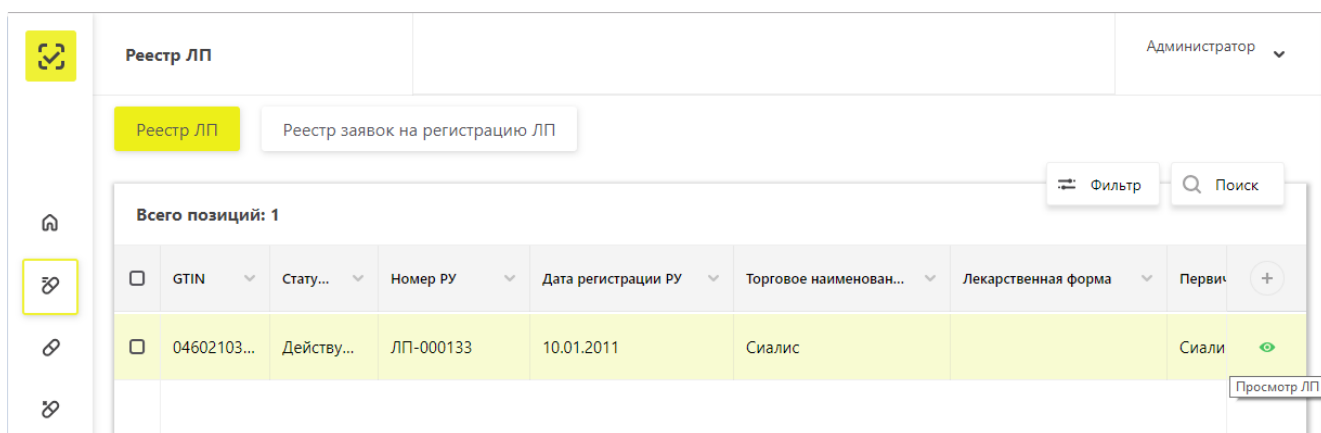 Реестр ЛП
Администратор
Реестр ЛП
Реестр заявок на регистрацию ЛП
Фильтр
Поиск
Всего позиций: 1
GTIN Стату... Номер РУ Дата регистрации РУ Торговое наименован... Лекарственная форма Первич
04602103... Действу... ЛП-000133 10.01.2011 Сиалис Сиали
Просмотр ЛП